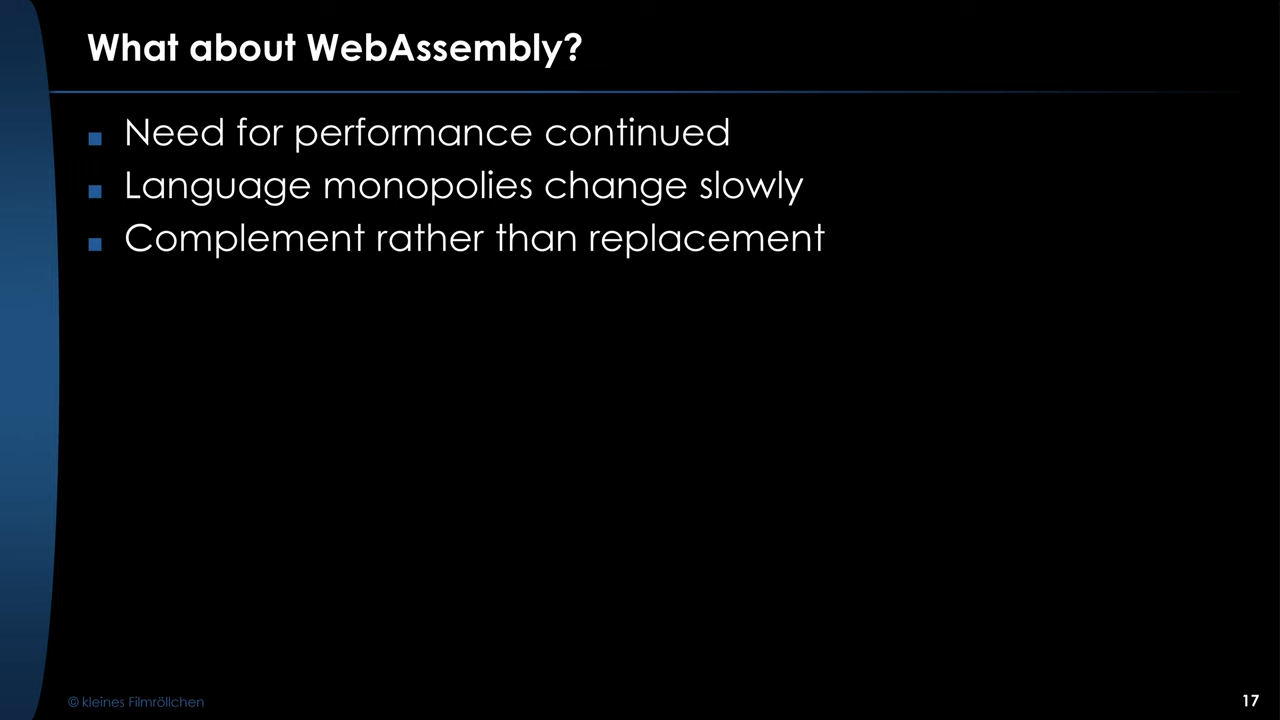 What about WebAssembly?
Need for performance continued
Language monopolies change slowly
Complement rather than replacement
© kleines Filmröllchen
17